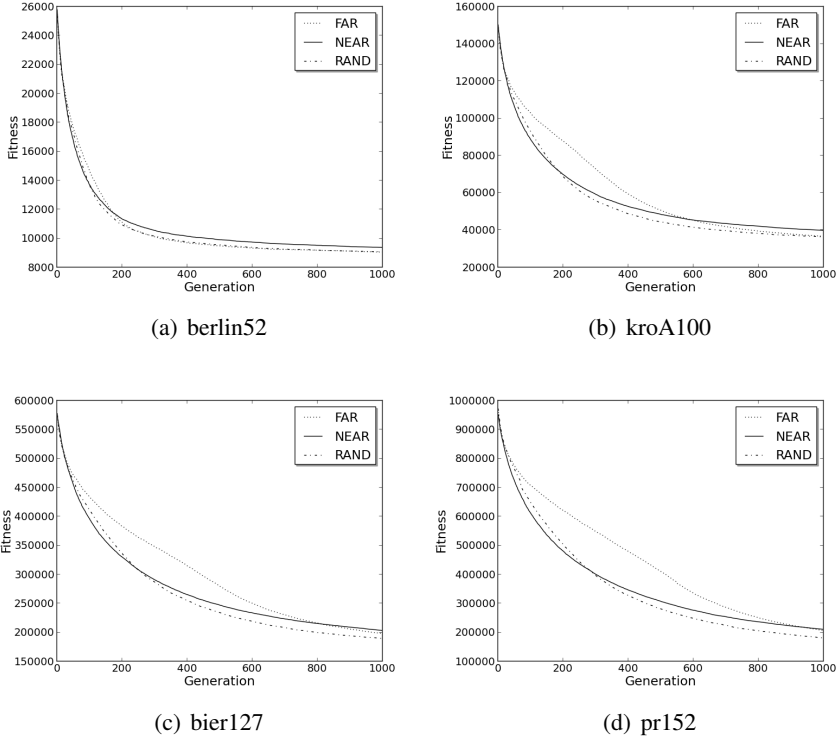 26000
24000
22000
20000
18000
16000
14000
12000
10000
8000
Fitness
0 200 400 600 800 1000
Generation
FAR
NEAR
RAND
(a) berlin52
160000
140000
120000
100000
80000
60000
40000
20000
Fitness
0 200 400 600 800 1000
Generation
FAR
NEAR
RAND
(b) kroA100
600000
550000
500000
450000
400000
350000
300000
250000
200000
150000
Fitness
0 200 400 600 800 1000
Generation
FAR
NEAR
RAND
(c) bier127
1000000
900000
800000
700000
600000
500000
400000
300000
200000
100000
Fitness
0 200 400 600 800 1000
Generation
FAR
NEAR
RAND
(d) pr152